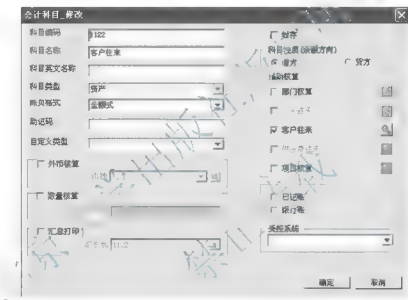 会计科目_修改
科目编码 1122
科目名称 客户往来
科目英文名称
科目类型 资产
账页格式 金额式
助记码
自定义类型
外币核算
数量核算
汇总打印
封存
科目性质(余额方向)
借方 贷方
辅助核算
部门核算
客户往来
项目核算
日记账
银行账
受控系统
确定 取消